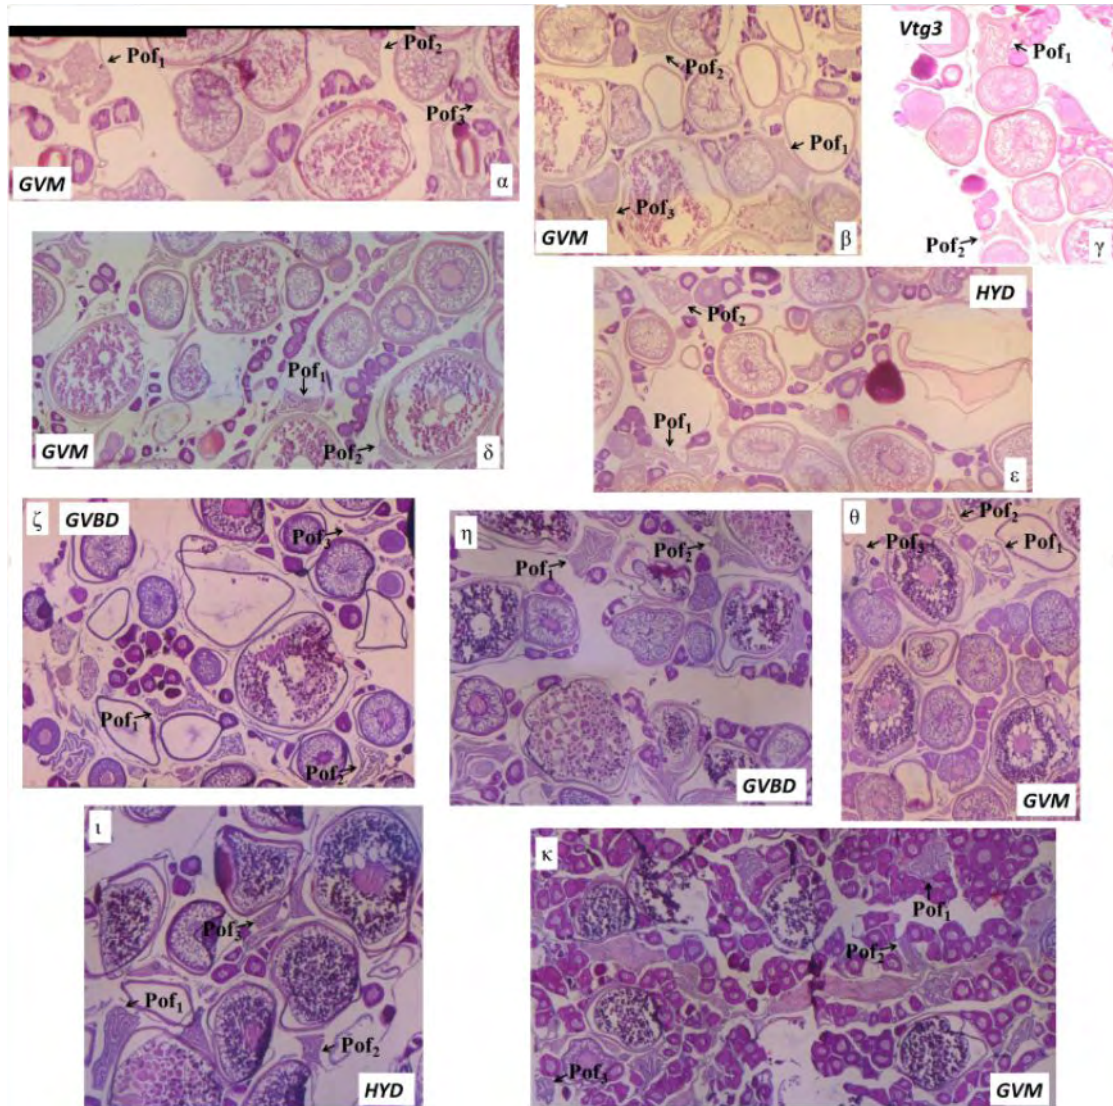 Pof₁
Pof₂
Pof₃
GVM
α
Pof₂
Pof₁
Pof₃
GVM
β
Vtg3
Pof₁
Pof₂
γ
Pof₁
Pof₂
GVM
δ
HYD
Pof₂
Pof₁
ε
ζ
GVBD
Pof₃
Pof₁
Pof₂
η
Pof₁
Pof₂
GVBD
θ
Pof₂
Pof₃
Pof₁
GVM
ι
Pof₃
Pof₁
Pof₂
HYD
κ
Pof₁
Pof₂
Pof₃
GVM